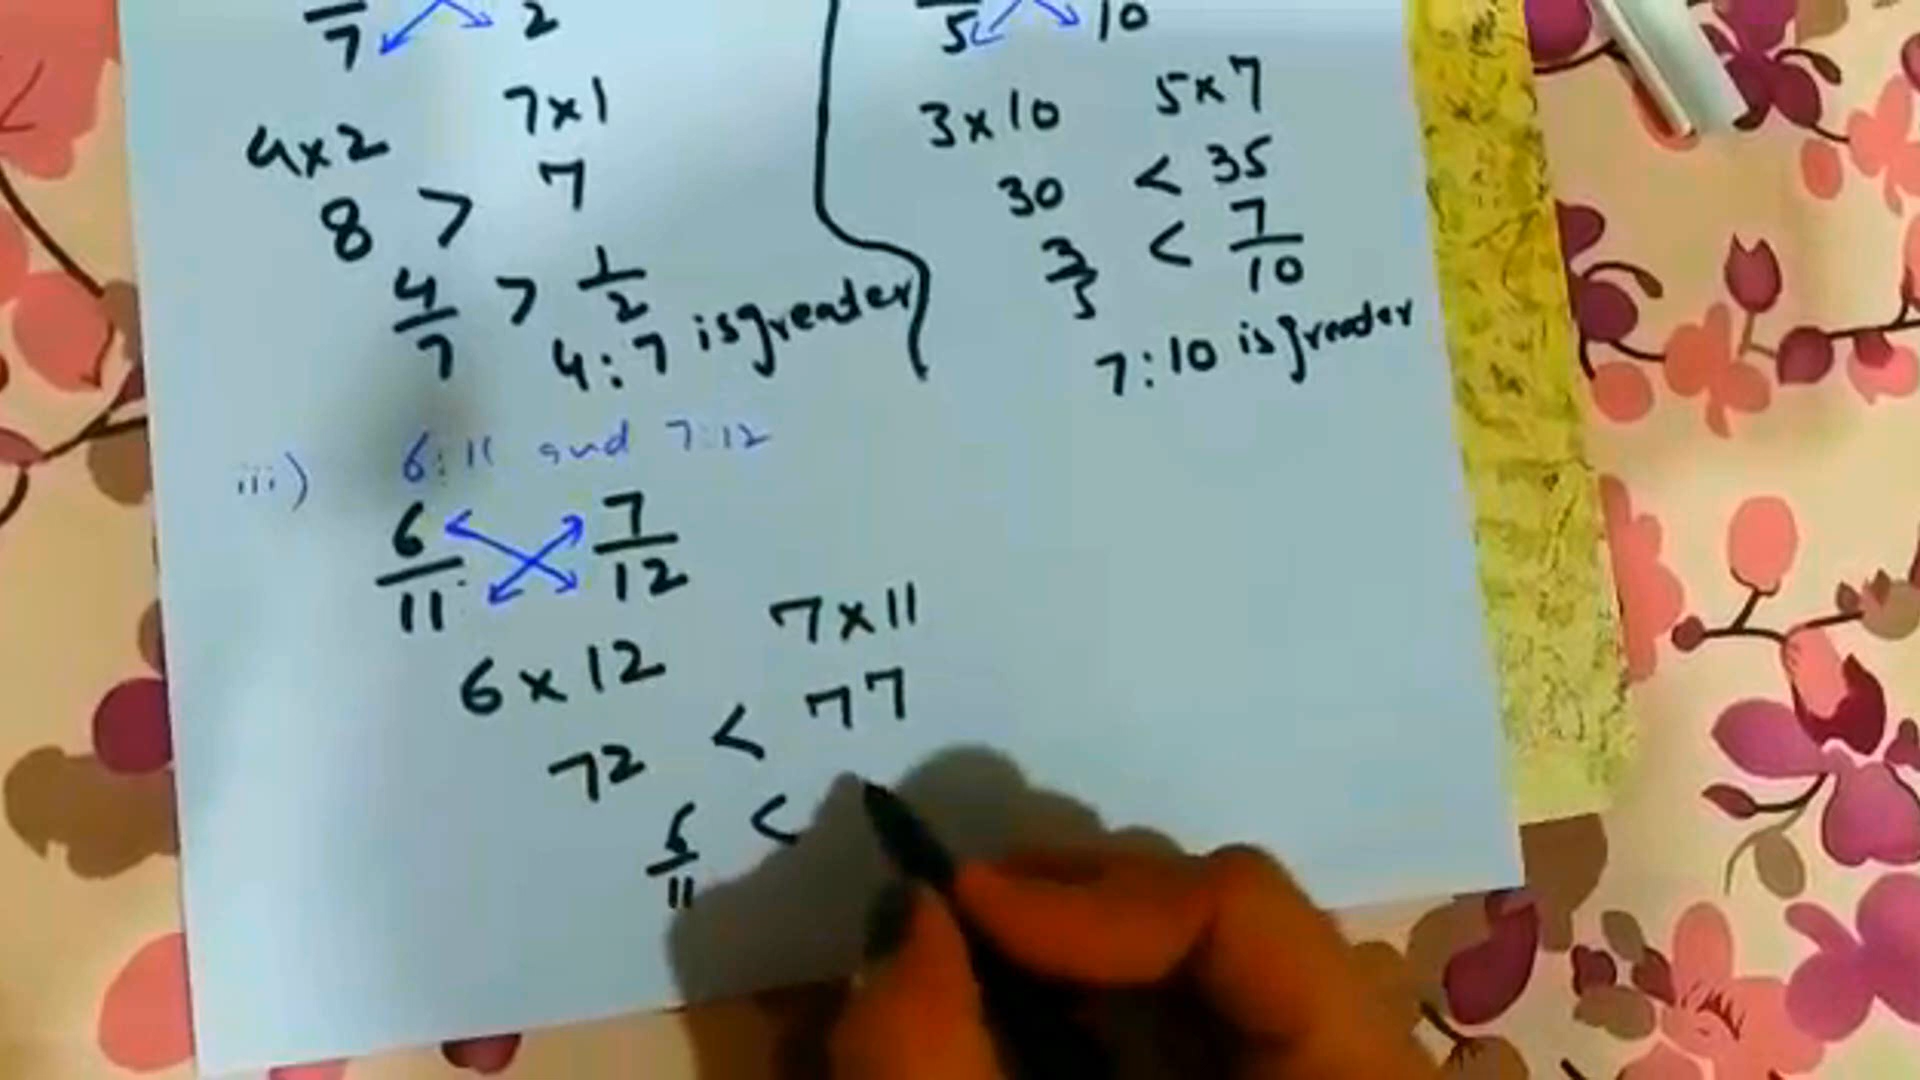 7 2
4x2 7x1
8 > 7
4/7 > 1/2
4:7 is greader
5 10
3x10 5x7
30 < 35
3/5 < 7/10
7:10 is greader
iii) 6:11 and 7:12
6/11 7/12
6x12 7x11
72 < 77
6/11 <